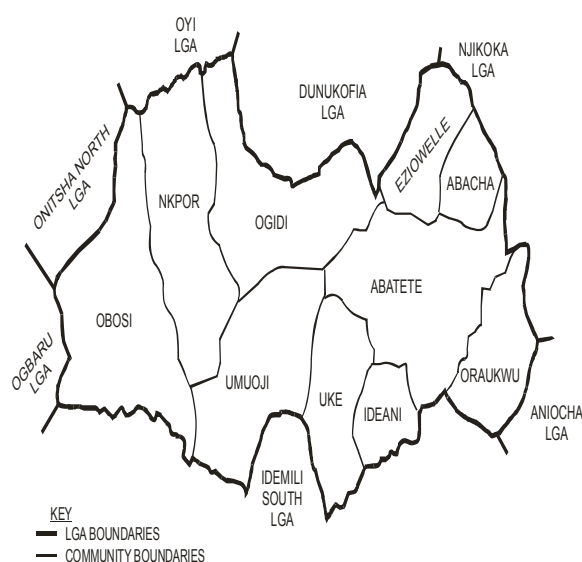 OYI
LGA
NJIKOKA
LGA
DUNUKOFIA
LGA
ONITSHA NORTH
LGA
EZIOWELLE
ABACHA
NKPOR
OGIDI
ABATETE
OBOSI
OGBARU
LGA
UMUOJI
UKE
IDEANI
ORAUKWU
ANIOCHA
LGA
IDEMILI
SOUTH
LGA
KEY
LGA BOUNDARIES
COMMUNITY BOUNDARIES